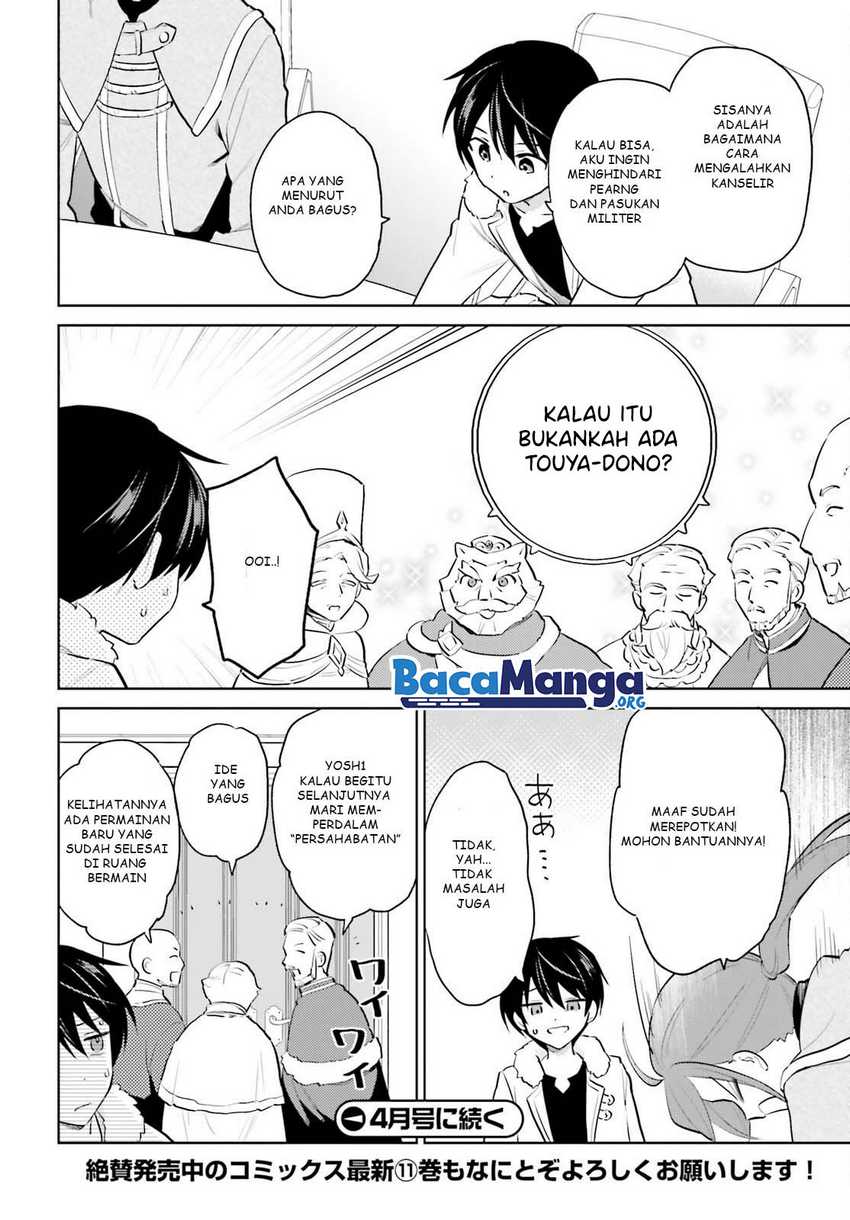 SISANYA
ADALAH
BAGAIMANA
CARA
MENGALAHKAN
KANSELIR
KALAU BISA,
AKU INGIN
MENGHINDARI
PEARNG
DAN PASUKAN
MILITER
APA YANG
MENURUT
ANDA BAGUS?
KALAU ITU
BUKANKAH ADA
TOUYA-DONO?
OOI..!
BacaManga
.ORG
MAAF SUDAH
MEREPOTKAN!
MOHON BANTUANNYA!
ああ…
TIDAK,
YAH...
TIDAK
MASALAH
JUGA
YOSH1
KALAU BEGITU
SELANJUTNYA
MARI MEM-
PERDALAM
“PERSAHABATAN”
IDE
YANG
BAGUS
KELIHATANNYA
ADA PERMAINAN
BARU YANG
SUDAH SELESAI
DI RUANG
BERMAIN
ワイ
ワイ
4月号に続く
絶賛発売中のコミックス最新⑪巻もなにとぞよろしくお願いします！